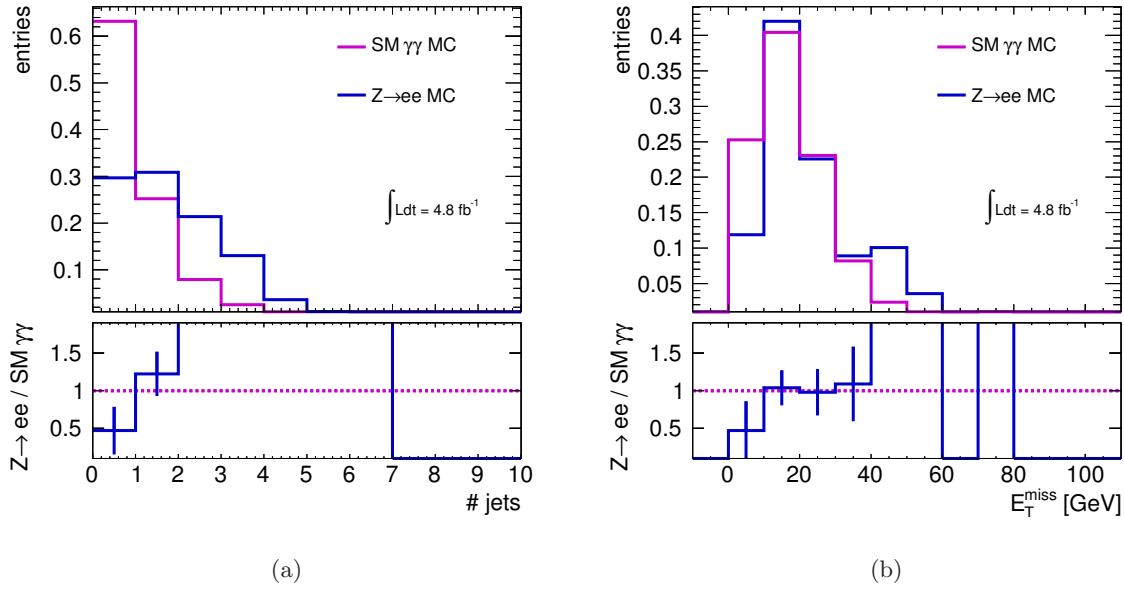 entries
0.6
0.5
0.4
0.3
0.2
0.1
SM γγ MC
Z→ee MC
∫Ldt = 4.8 fb⁻¹
Z→ ee / SM γγ
1.5
1
0.5
0 1 2 3 4 5 6 7 8 9 10
# jets
(a)
entries
0.4
0.35
0.3
0.25
0.2
0.15
0.1
0.05
SM γγ MC
Z→ee MC
∫Ldt = 4.8 fb⁻¹
Z→ ee / SM γγ
1.5
1
0.5
0 20 40 60 80 100
E_T^miss [GeV]
(b)